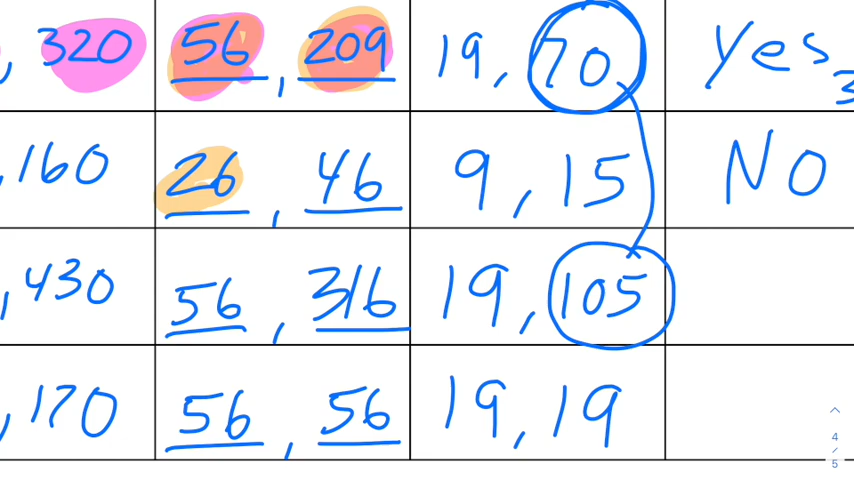 , 320 56, 209 19, 70 Yes
, 160 26, 46 9, 15 NO
, 430 56, 316 19, 105
, 170 56, 56 19, 19
4
/
5